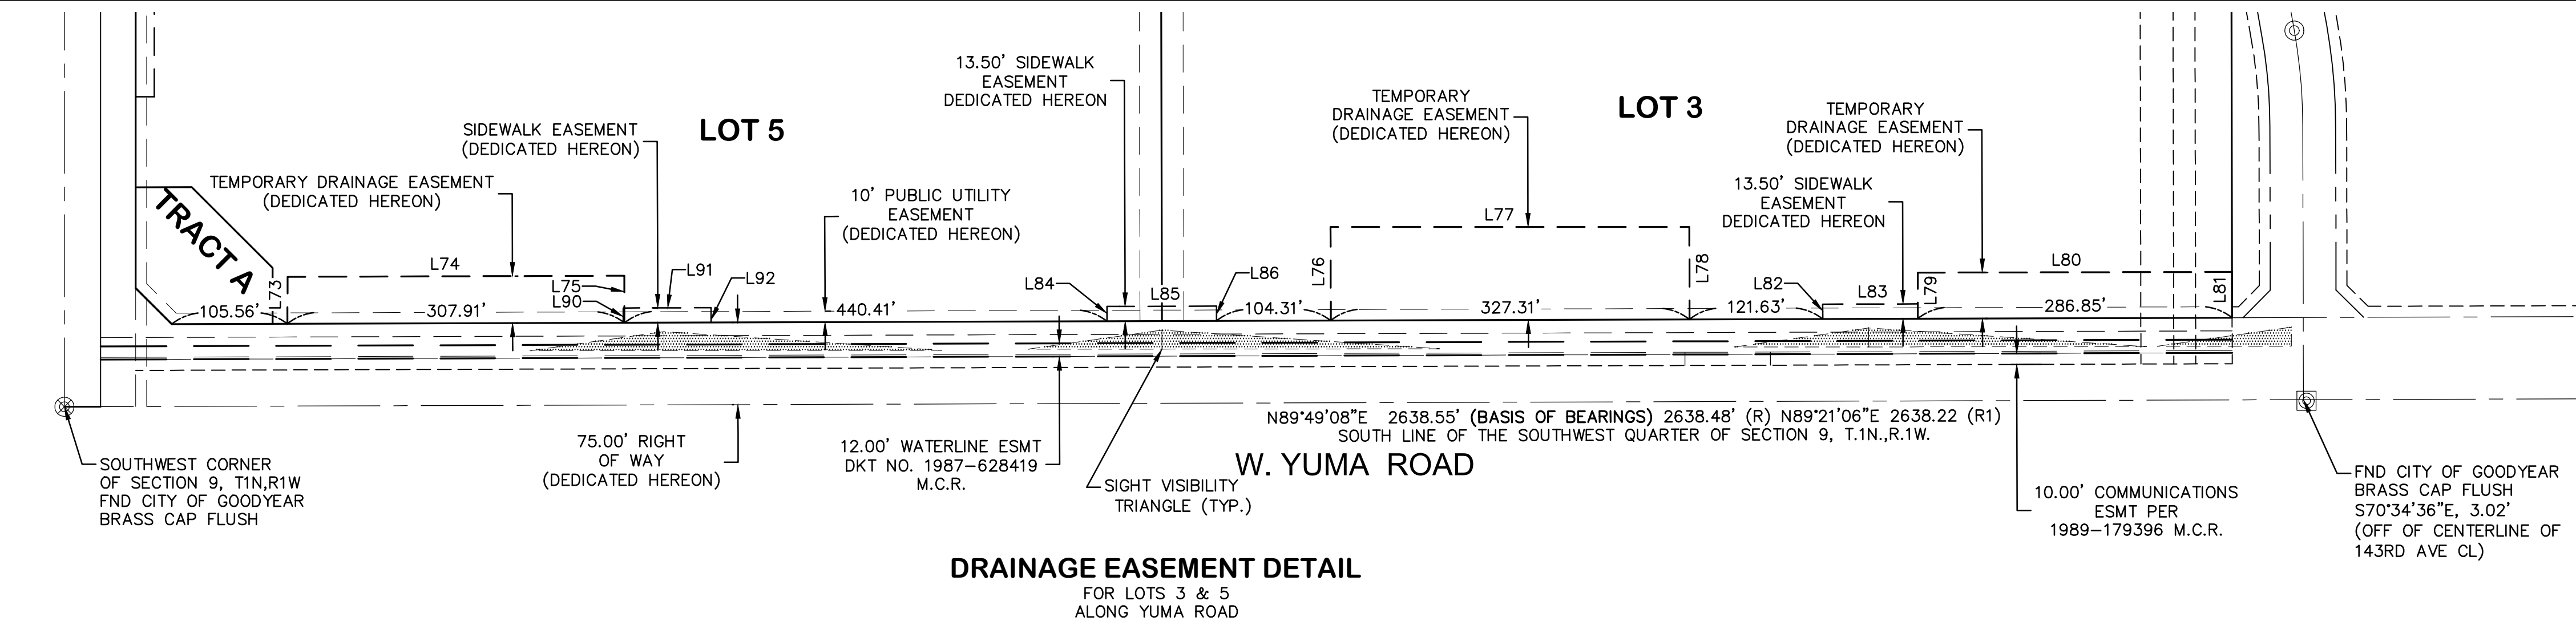 13.50' SIDEWALK
EASEMENT
DEDICATED HEREON
TEMPORARY
DRAINAGE EASEMENT
(DEDICATED HEREON)
LOT 3
TEMPORARY
DRAINAGE EASEMENT
(DEDICATED HEREON)
SIDEWALK EASEMENT
(DEDICATED HEREON)
LOT 5
TEMPORARY DRAINAGE EASEMENT
(DEDICATED HEREON)
10' PUBLIC UTILITY
EASEMENT
(DEDICATED HEREON)
13.50' SIDEWALK
EASEMENT
DEDICATED HEREON
TRACT A
L73
L74
L75
L90
L91
L92
L84
L85
L86
L76
L77
L78
L82
L83
L79
L80
L81
105.56'
307.91'
440.41'
104.31'
327.31'
121.63'
286.85'
N89°49'08"E 2638.55' (BASIS OF BEARINGS) 2638.48' (R) N89°21'06"E 2638.22 (R1)
SOUTH LINE OF THE SOUTHWEST QUARTER OF SECTION 9, T.1N.,R.1W.
W. YUMA ROAD
SOUTHWEST CORNER
OF SECTION 9, T1N,R1W
FND CITY OF GOODYEAR
BRASS CAP FLUSH
75.00' RIGHT
OF WAY
(DEDICATED HEREON)
12.00' WATERLINE ESMT
DKT NO. 1987-628419
M.C.R.
SIGHT VISIBILITY
TRIANGLE (TYP.)
10.00' COMMUNICATIONS
ESMT PER
1989-179396 M.C.R.
FND CITY OF GOODYEAR
BRASS CAP FLUSH
S70°34'36"E, 3.02'
(OFF OF CENTERLINE OF
143RD AVE CL)
DRAINAGE EASEMENT DETAIL
FOR LOTS 3 & 5
ALONG YUMA ROAD